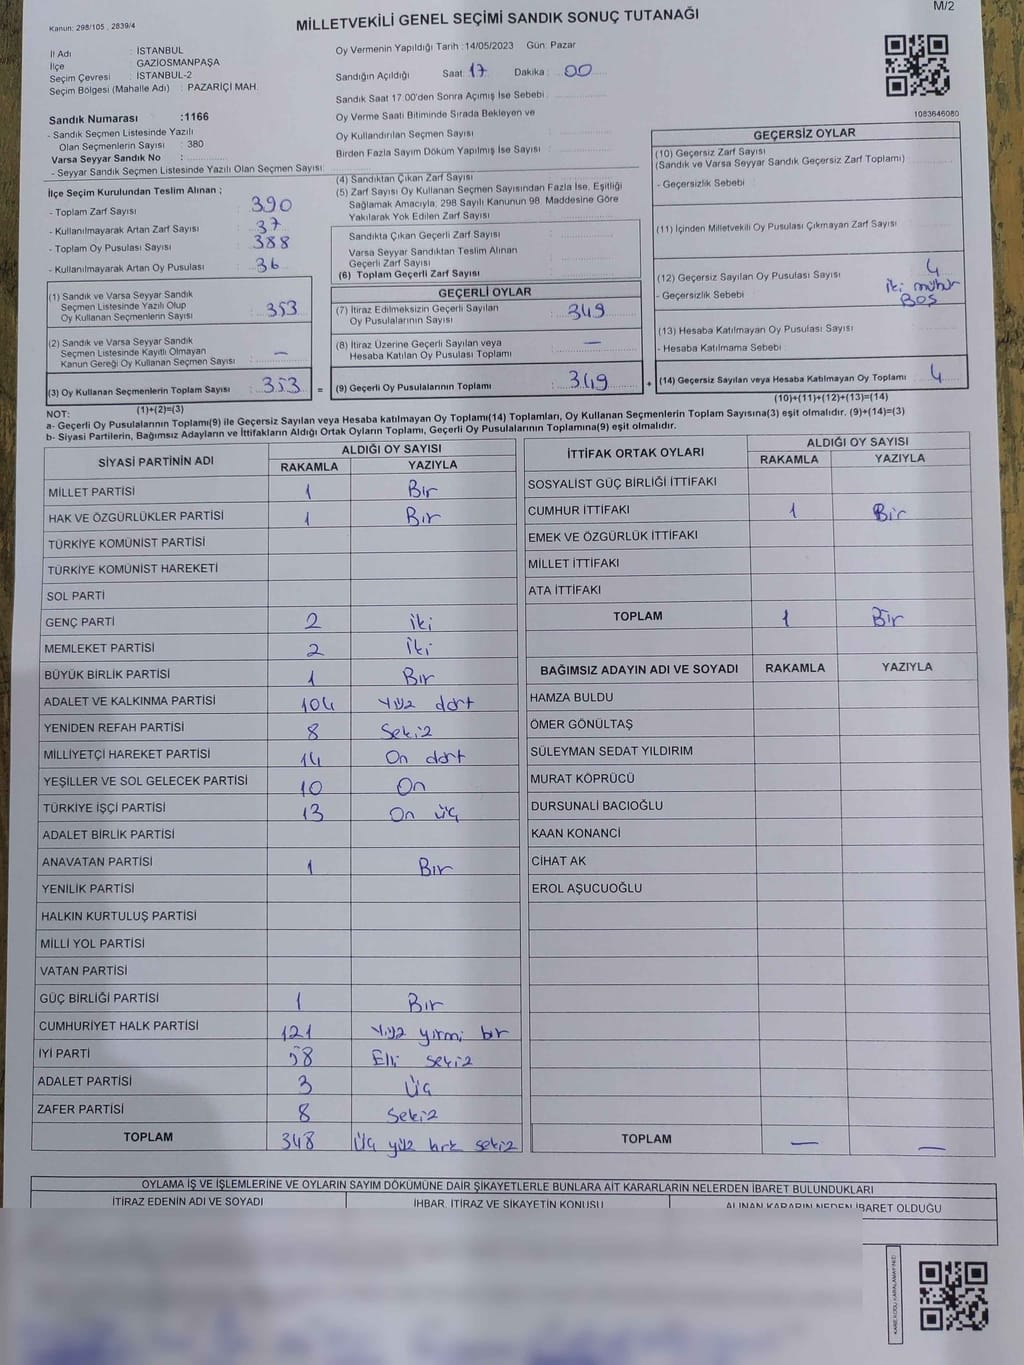 M/2
Kanun: 298/105 , 2839/4
MİLLETVEKİLİ GENEL SEÇİMİ SANDIK SONUÇ TUTANAĞI
İl Adı : İSTANBUL
İlçe : GAZİOSMANPAŞA
Seçim Çevresi : İSTANBUL-2
Seçim Bölgesi (Mahalle Adı) : PAZARİÇİ MAH.
Oy Vermenin Yapıldığı Tarih :14/05/2023 Gün: Pazar
Sandığın Açıldığı Saat: 17 Dakika : 00
Sandık Saat 17.00'den Sonra Açımış İse Sebebi :
Oy Verme Saati Bitiminde Sırada Bekleyen ve
Oy Kullandırılan Seçmen Sayısı :
Birden Fazla Sayım Döküm Yapılmış İse Sayısı :
1083646080
Sandık Numarası :1166
- Sandık Seçmen Listesinde Yazılı
Olan Seçmenlerin Sayısı : 380
Varsa Seyyar Sandık No :
- Seyyar Sandık Seçmen Listesinde Yazılı Olan Seçmen Sayısı:
İlçe Seçim Kurulundan Teslim Alınan ;
- Toplam Zarf Sayısı : 390
- Kullanılmayarak Artan Zarf Sayısı : 37
- Toplam Oy Pusulası Sayısı : 388
- Kullanılmayarak Artan Oy Pusulası : 36
(1) Sandık ve Varsa Seyyar Sandık
Seçmen Listesinde Yazılı Olup
Oy Kullanan Seçmenlerin Sayısı : 353
(2) Sandık ve Varsa Seyyar Sandık
Seçmen Listesinde Kayıtlı Olmayan
Kanun Gereği Oy Kullanan Seçmen Sayısı : —
(3) Oy Kullanan Seçmenlerin Toplam Sayısı : 353
(1)+(2)=(3)
(4) Sandıktan Çıkan Zarf Sayısı :
(5) Zarf Sayısı Oy Kullanan Seçmen Sayısından Fazla İse, Eşitliği
Sağlamak Amacıyla, 298 Sayılı Kanunun 98. Maddesine Göre
Yakılarak Yok Edilen Zarf Sayısı :
Sandıkta Çıkan Geçerli Zarf Sayısı :
Varsa Seyyar Sandıktan Teslim Alınan
Geçerli Zarf Sayısı :
(6) Toplam Geçerli Zarf Sayısı :
GEÇERLİ OYLAR
(7) İtiraz Edilmeksizin Geçerli Sayılan
Oy Pusulalarının Sayısı : 349
(8) İtiraz Üzerine Geçerli Sayılan veya
Hesaba Katılan Oy Pusulası Toplamı : —
= (9) Geçerli Oy Pusulalarının Toplamı : 349 +
GEÇERSİZ OYLAR
(10) Geçersiz Zarf Sayısı
(Sandık ve Varsa Seyyar Sandık Geçersiz Zarf Toplamı) :
- Geçersizlik Sebebi :
(11) İçinden Milletvekili Oy Pusulası Çıkmayan Zarf Sayısı :
(12) Geçersiz Sayılan Oy Pusulası Sayısı : 4
- Geçersizlik Sebebi : iki mühür
Boş
(13) Hesaba Katılmayan Oy Pusulası Sayısı :
- Hesaba Katılmama Sebebi :
(14) Geçersiz Sayılan veya Hesaba Katılmayan Oy Toplamı : 4
(10)+(11)+(12)+(13)=(14)
NOT:
a- Geçerli Oy Pusulalarının Toplamı(9) ile Geçersiz Sayılan veya Hesaba katılmayan Oy Toplamı(14) Toplamları, Oy Kullanan Seçmenlerin Toplam Sayısına(3) eşit olmalıdır. (9)+(14)=(3)
b- Siyasi Partilerin, Bağımsız Adayların ve İttifakların Aldığı Ortak Oyların Toplamı, Geçerli Oy Pusulalarının Toplamına(9) eşit olmalıdır.
SİYASİ PARTİNİN ADI ALDIĞI OY SAYISI
RAKAMLA YAZIYLA
MİLLET PARTİSİ 1 Bir
HAK VE ÖZGÜRLÜKLER PARTİSİ 1 Bir
TÜRKİYE KOMÜNİST PARTİSİ
TÜRKİYE KOMÜNİST HAREKETİ
SOL PARTİ
GENÇ PARTİ 2 iki
MEMLEKET PARTİSİ 2 iki
BÜYÜK BİRLİK PARTİSİ 1 Bir
ADALET VE KALKINMA PARTİSİ 104 Yüz dört
YENİDEN REFAH PARTİSİ 8 Sekiz
MİLLİYETÇİ HAREKET PARTİSİ 14 On dört
YEŞİLLER VE SOL GELECEK PARTİSİ 10 On
TÜRKİYE İŞÇİ PARTİSİ 13 On üç
ADALET BİRLİK PARTİSİ
ANAVATAN PARTİSİ 1 Bir
YENİLİK PARTİSİ
HALKIN KURTULUŞ PARTİSİ
MİLLİ YOL PARTİSİ
VATAN PARTİSİ
GÜÇ BİRLİĞİ PARTİSİ 1 Bir
CUMHURİYET HALK PARTİSİ 121 Yüz yirmi bir
İYİ PARTİ 58 Elli sekiz
ADALET PARTİSİ 3 Üç
ZAFER PARTİSİ 8 Sekiz
TOPLAM 348 Üç yüz kırk sekiz
İTTİFAK ORTAK OYLARI ALDIĞI OY SAYISI
RAKAMLA YAZIYLA
SOSYALİST GÜÇ BİRLİĞİ İTTİFAKI
CUMHUR İTTİFAKI 1 Bir
EMEK VE ÖZGÜRLÜK İTTİFAKI
MİLLET İTTİFAKI
ATA İTTİFAKI
TOPLAM 1 Bir
BAĞIMSIZ ADAYIN ADI VE SOYADI RAKAMLA YAZIYLA
HAMZA BULDU
ÖMER GÖNÜLTAŞ
SÜLEYMAN SEDAT YILDIRIM
MURAT KÖPRÜCÜ
DURSUNALİ BACIOĞLU
KAAN KONANCİ
CİHAT AK
EROL AŞUCUOĞLU
TOPLAM — —
OYLAMA İŞ VE İŞLEMLERİNE VE OYLARIN SAYIM DÖKÜMÜNE DAİR ŞİKAYETLERLE BUNLARA AİT KARARLARIN NELERDEN İBARET BULUNDUKLARI
İTİRAZ EDENİN ADI VE SOYADI İHBAR, İTİRAZ VE ŞİKAYETİN KONUSU ALINAN KARARIN NEDEN İBARET OLDUĞU
KAREKODU KARALAMAYINIZ